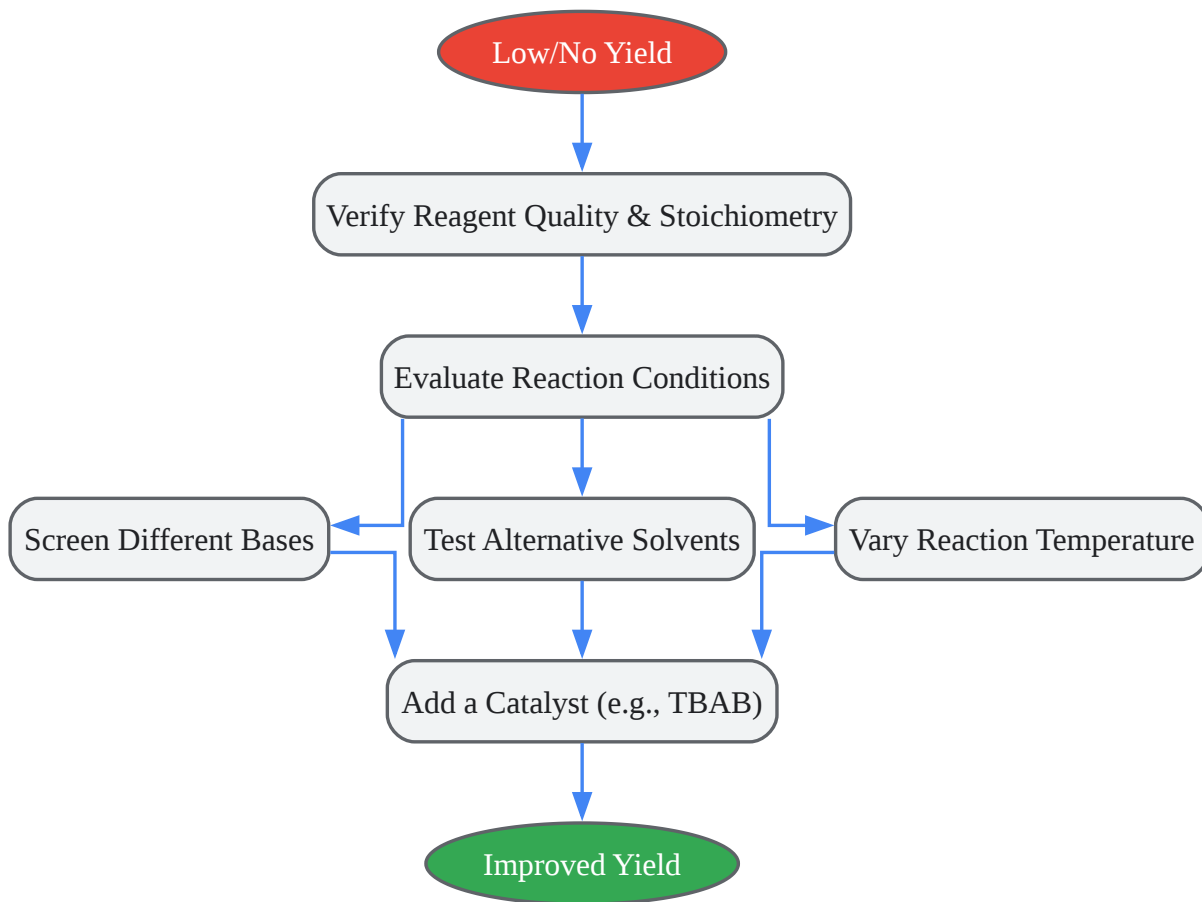 Low/No Yield
Verify Reagent Quality & Stoichiometry
Evaluate Reaction Conditions
Screen Different Bases
Test Alternative Solvents
Vary Reaction Temperature
Add a Catalyst (e.g., TBAB)
Improved Yield